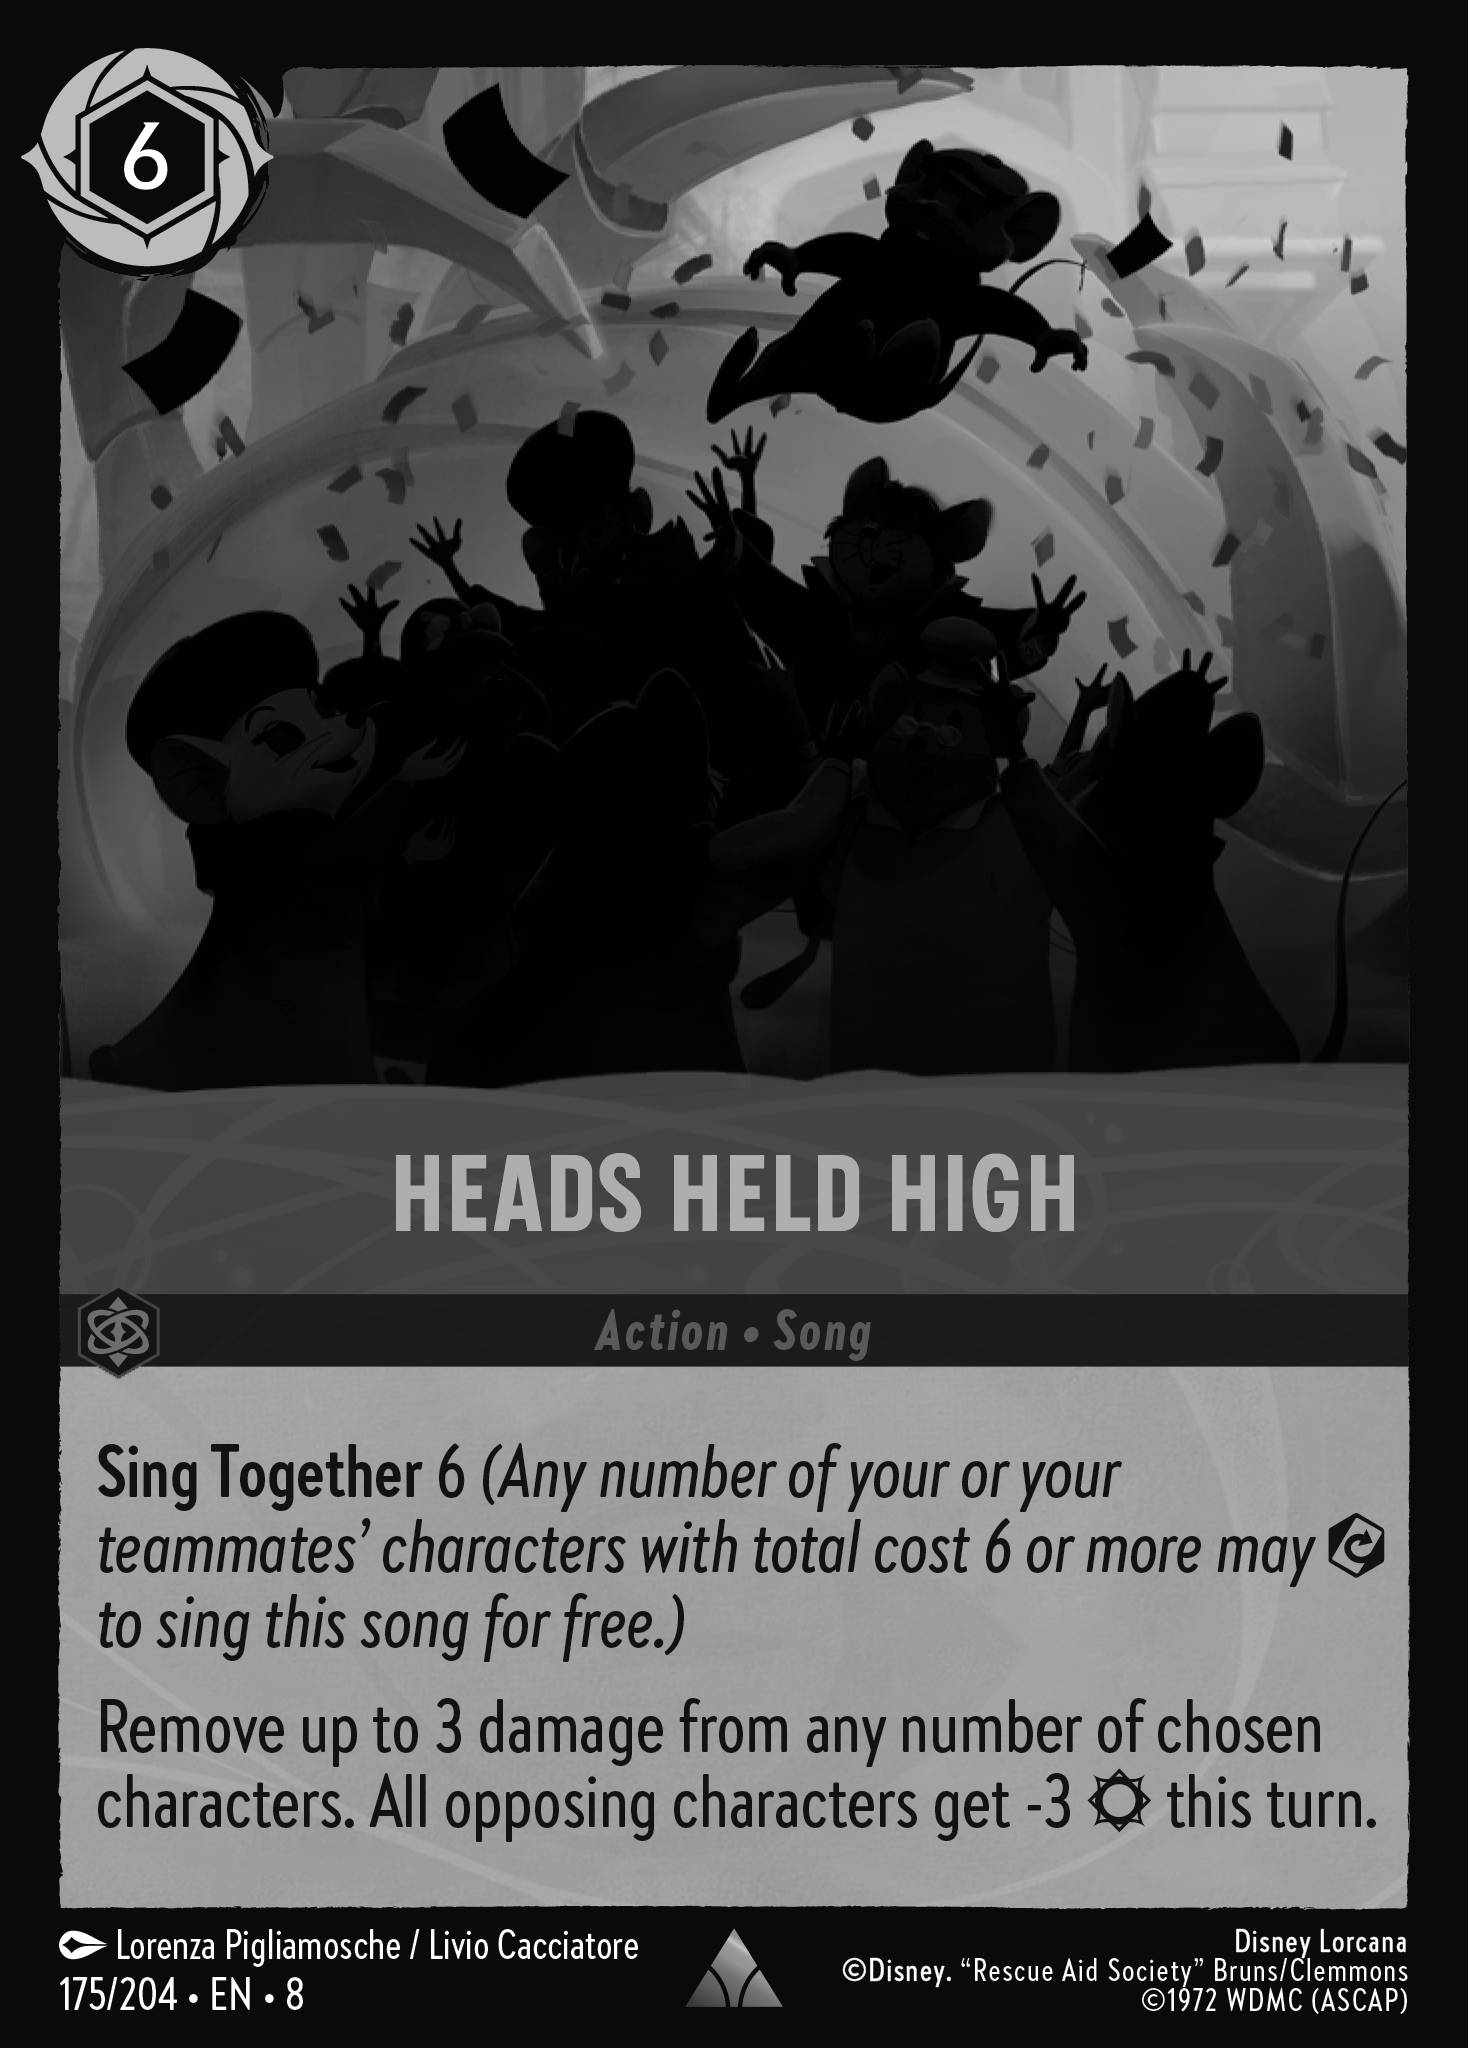 6
HEADS HELD HIGH
Action • Song
Sing Together 6 (Any number of your or your
teammates’ characters with total cost 6 or more may
to sing this song for free.)
Remove up to 3 damage from any number of chosen
characters. All opposing characters get -3 this turn.
Lorenza Pigliamosche / Livio Cacciatore
175/204 • EN • 8
Disney Lorcana
©Disney. “Rescue Aid Society” Bruns/Clemmons
©1972 WDMC (ASCAP)